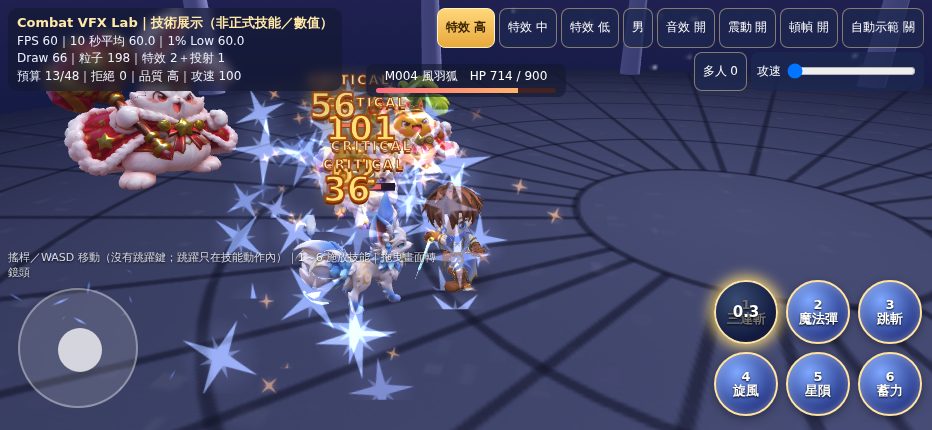 Combat VFX Lab｜技術展示（非正式技能／數值）
FPS 60｜10 秒平均 60.0｜1% Low 60.0
Draw 66｜粒子 198｜特效 2＋投射 1
預算 13/48｜拒絕 0｜品質 高｜攻速 100
特效 高
特效 中
特效 低
男
音效 開
震動 開
頓幀 開
自動示範 關
多人 0
攻速
M004 風羽狐 HP 714 / 900
56
CRITICAL
101
CRITICAL
CRITICAL
36
搖桿／WASD 移動（沒有跳躍鍵；跳躍只在技能動作內）｜1–6 施放技能｜拖曳畫面轉
鏡頭
1
0.3
三連斬
2
魔法彈
3
跳斬
4
旋風
5
星隕
6
蓄力